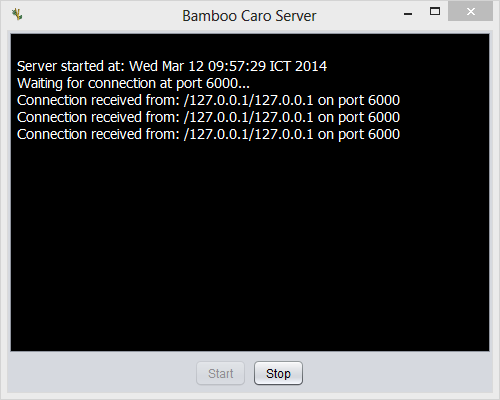 Bamboo Caro Server
Server started at: Wed Mar 12 09:57:29 ICT 2014
Waiting for connection at port 6000...
Connection received from: /127.0.0.1/127.0.0.1 on port 6000
Connection received from: /127.0.0.1/127.0.0.1 on port 6000
Connection received from: /127.0.0.1/127.0.0.1 on port 6000
Start Stop